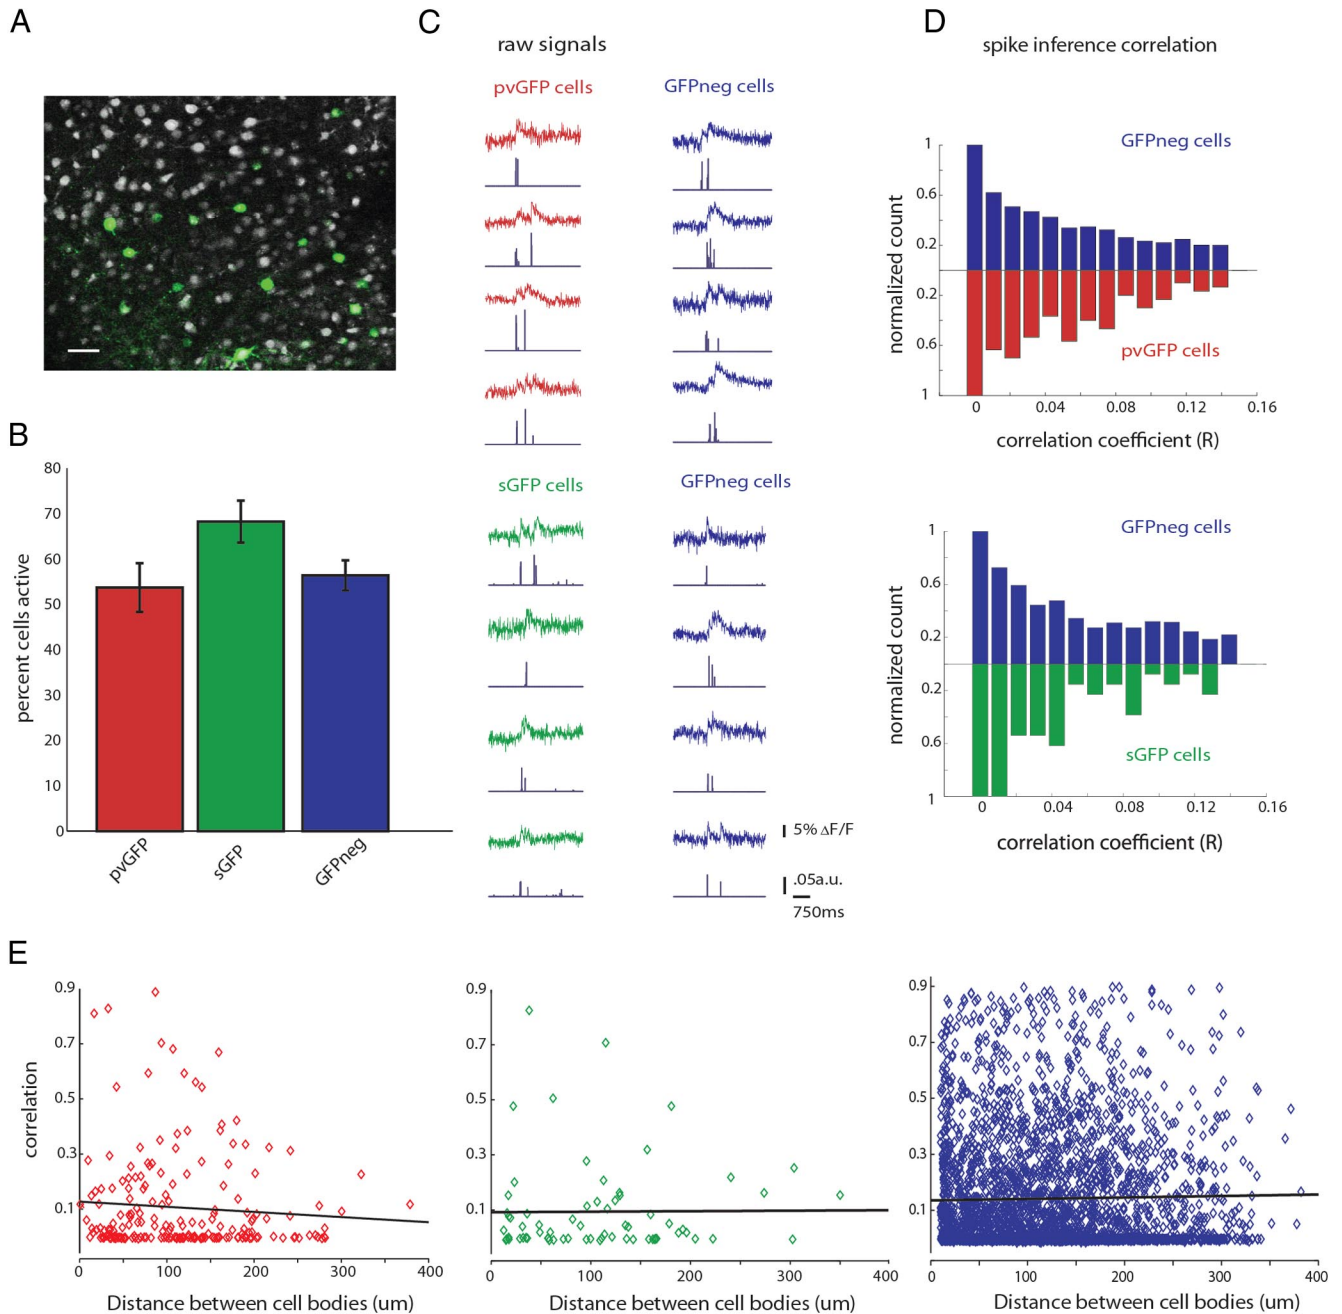 A
B
percent cells active
80
70
60
50
40
30
20
10
0
pvGFP
sGFP
GFPneg
C
raw signals
pvGFP cells
GFPneg cells
sGFP cells
GFPneg cells
5% ΔF/F
.05a.u.
750ms
D
spike inference correlation
GFPneg cells
normalized count
1
0.6
0.2
0.2
0.6
1
pvGFP cells
0
0.04
0.08
0.12
0.16
correlation coefficient (R)
GFPneg cells
normalized count
1
0.6
0.2
0.2
0.6
1
sGFP cells
0
0.04
0.08
0.12
0.16
correlation coefficient (R)
E
correlation
0.9
0.7
0.5
0.3
0.1
0
100
200
300
400
Distance between cell bodies (um)
0.9
0.7
0.5
0.3
0.1
0
100
200
300
400
Distance between cell bodies (um)
0.9
0.7
0.5
0.3
0.1
0
100
200
300
400
Distance between cell bodies (um)